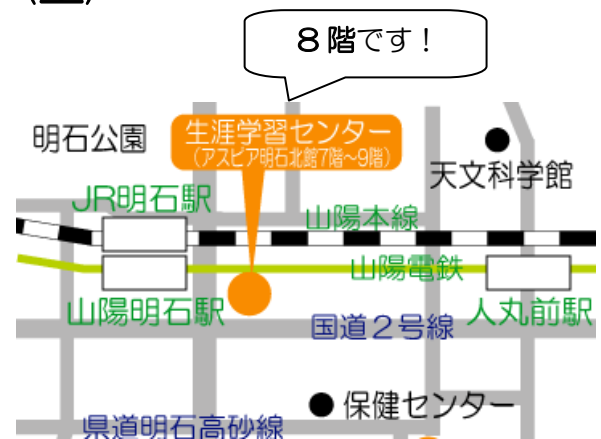 ８階です！
明石公園
生涯学習センター
（アスピア明石北館7階～9階）
天文科学館
JR明石駅
山陽本線
山陽電鉄
山陽明石駅
人丸前駅
国道２号線
保健センター
県道明石高砂線